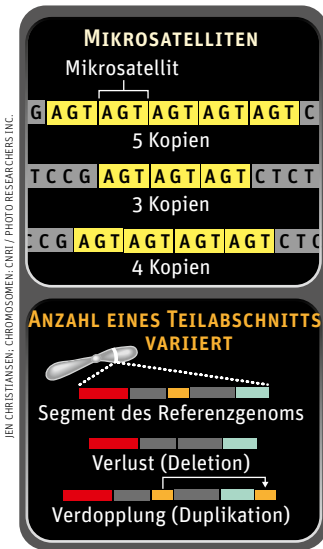 MIKROSATELLITEN
Mikrosatellit
G AGT AGT AGT AGT AGT C
5 Kopien
TCCG AGT AGT AGT CTCT
3 Kopien
CCG AGT AGT AGT AGT CTC
4 Kopien
ANZAHL EINES TEILABSCHNITTS
VARIIERT
Segment des Referenzgenoms
Verlust (Deletion)
Verdopplung (Duplikation)
JEN CHRISTIANSEN; CHROMOSOMEN: CNRI / PHOTO RESEARCHERS INC.